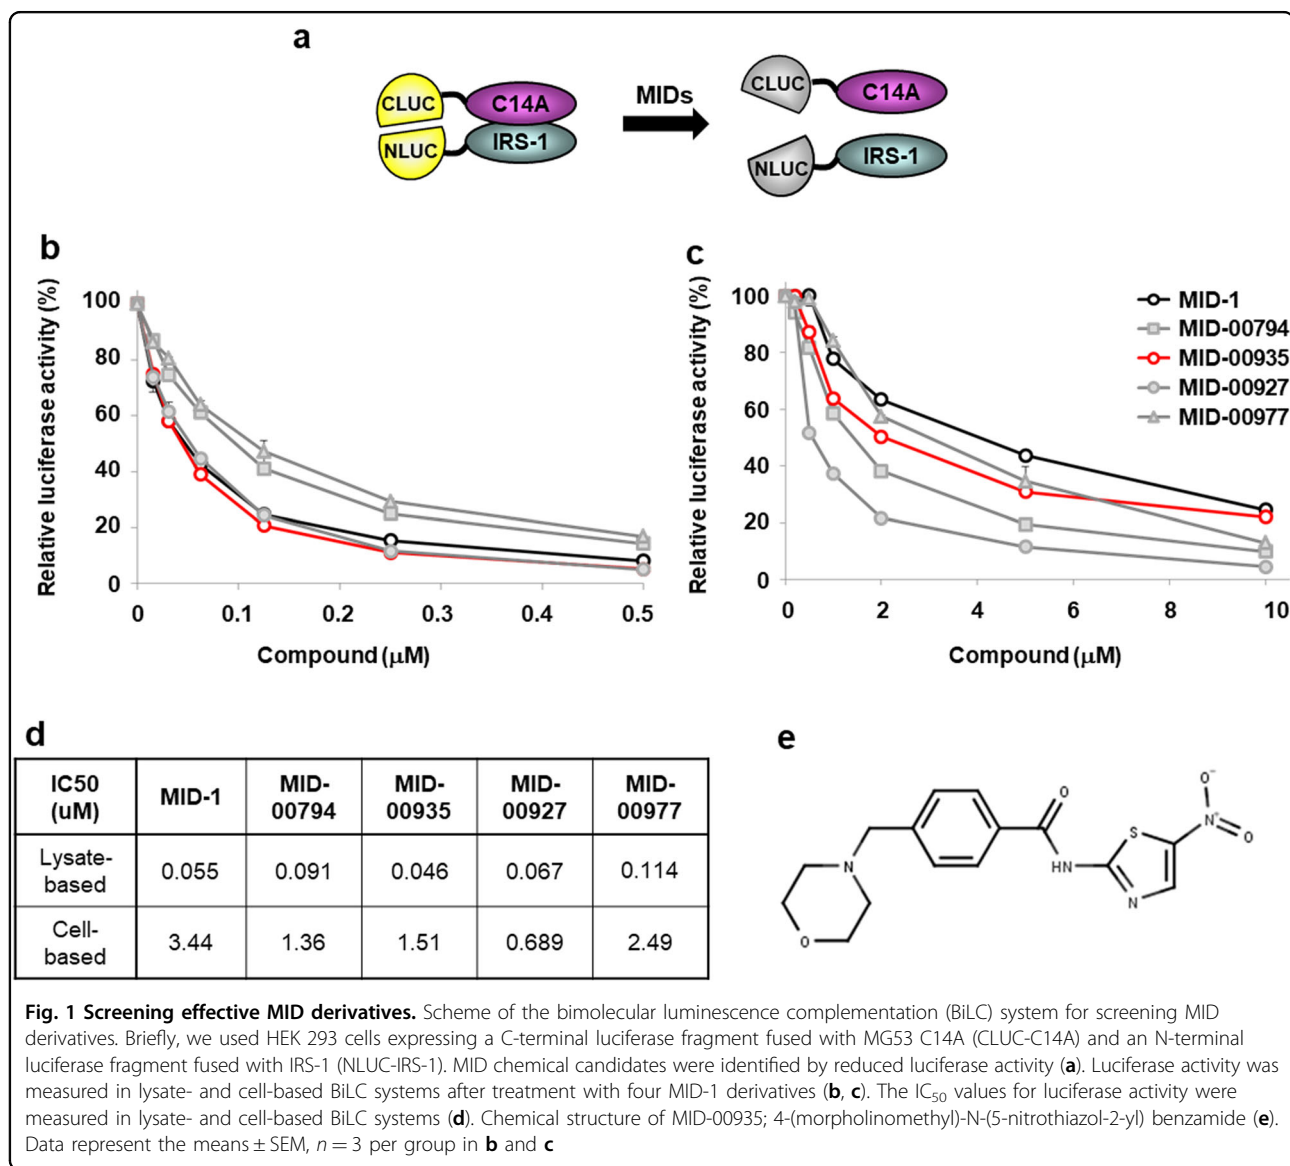 a
CLUC
C14A
NLUC
IRS-1
MIDs
CLUC
C14A
NLUC
IRS-1
b
Relative luciferase activity (%)
100
80
60
40
20
0
0 0.1 0.2 0.3 0.4 0.5
Compound (μM)
c
Relative luciferase activity (%)
100
80
60
40
20
0
0 2 4 6 8 10
Compound (μM)
MID-1
MID-00794
MID-00935
MID-00927
MID-00977
d
IC50 (uM) MID-1 MID-00794 MID-00935 MID-00927 MID-00977
Lysate-based 0.055 0.091 0.046 0.067 0.114
Cell-based 3.44 1.36 1.51 0.689 2.49
e
O
N
O
HN
S
N
N⁺
O⁻
O
Fig. 1 Screening effective MID derivatives. Scheme of the bimolecular luminescence complementation (BiLC) system for screening MID
derivatives. Briefly, we used HEK 293 cells expressing a C-terminal luciferase fragment fused with MG53 C14A (CLUC-C14A) and an N-terminal
luciferase fragment fused with IRS-1 (NLUC-IRS-1). MID chemical candidates were identified by reduced luciferase activity (a). Luciferase activity was
measured in lysate- and cell-based BiLC systems after treatment with four MID-1 derivatives (b, c). The IC₅₀ values for luciferase activity were
measured in lysate- and cell-based BiLC systems (d). Chemical structure of MID-00935; 4-(morpholinomethyl)-N-(5-nitrothiazol-2-yl) benzamide (e).
Data represent the means ± SEM, n = 3 per group in b and c